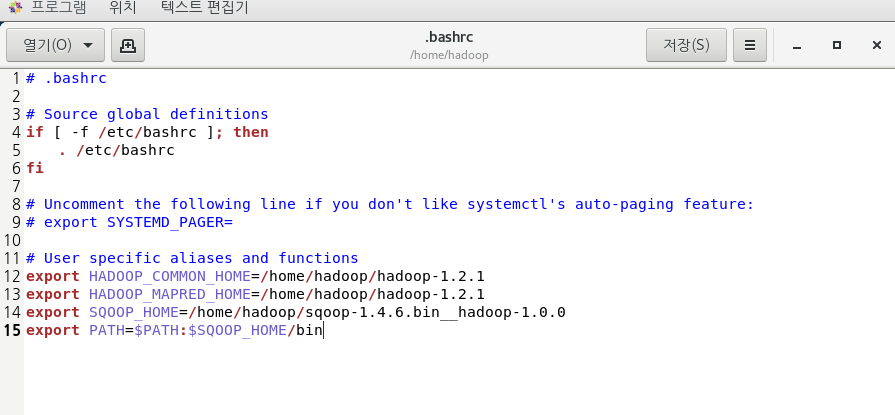 프로그램 위치 텍스트 편집기
열기(O) .bashrc 저장(S)
/home/hadoop
1 # .bashrc
2
3 # Source global definitions
4 if [ -f /etc/bashrc ]; then
5     . /etc/bashrc
6 fi
7
8 # Uncomment the following line if you don't like systemctl's auto-paging feature:
9 # export SYSTEMD_PAGER=
10
11 # User specific aliases and functions
12 export HADOOP_COMMON_HOME=/home/hadoop/hadoop-1.2.1
13 export HADOOP_MAPRED_HOME=/home/hadoop/hadoop-1.2.1
14 export SQOOP_HOME=/home/hadoop/sqoop-1.4.6.bin__hadoop-1.0.0
15 export PATH=$PATH:$SQOOP_HOME/bin